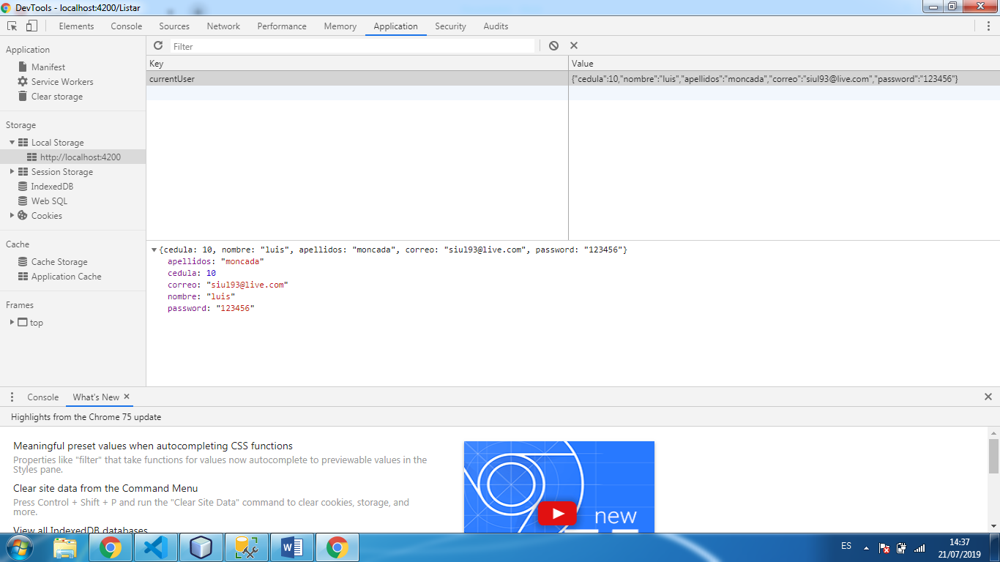 DevTools - localhost:4200/Listar
Elements Console Sources Network Performance Memory Application Security Audits
Application
Manifest
Service Workers
Clear storage
Storage
Local Storage
http://localhost:4200
Session Storage
IndexedDB
Web SQL
Cookies
Cache
Cache Storage
Application Cache
Frames
top
Filter
Key Value
currentUser {"cedula":10,"nombre":"luis","apellidos":"moncada","correo":"siul93@live.com","password":"123456"}
{cedula: 10, nombre: "luis", apellidos: "moncada", correo: "siul93@live.com", password: "123456"}
apellidos: "moncada"
cedula: 10
correo: "siul93@live.com"
nombre: "luis"
password: "123456"
Console What's New
Highlights from the Chrome 75 update
Meaningful preset values when autocompleting CSS functions
Properties like "filter" that take functions for values now autocomplete to previewable values in the
Styles pane.
Clear site data from the Command Menu
Press Control + Shift + P and run the "Clear Site Data" command to clear cookies, storage, and
more.
View all IndexedDB databases
new
ES
14:37
21/07/2019